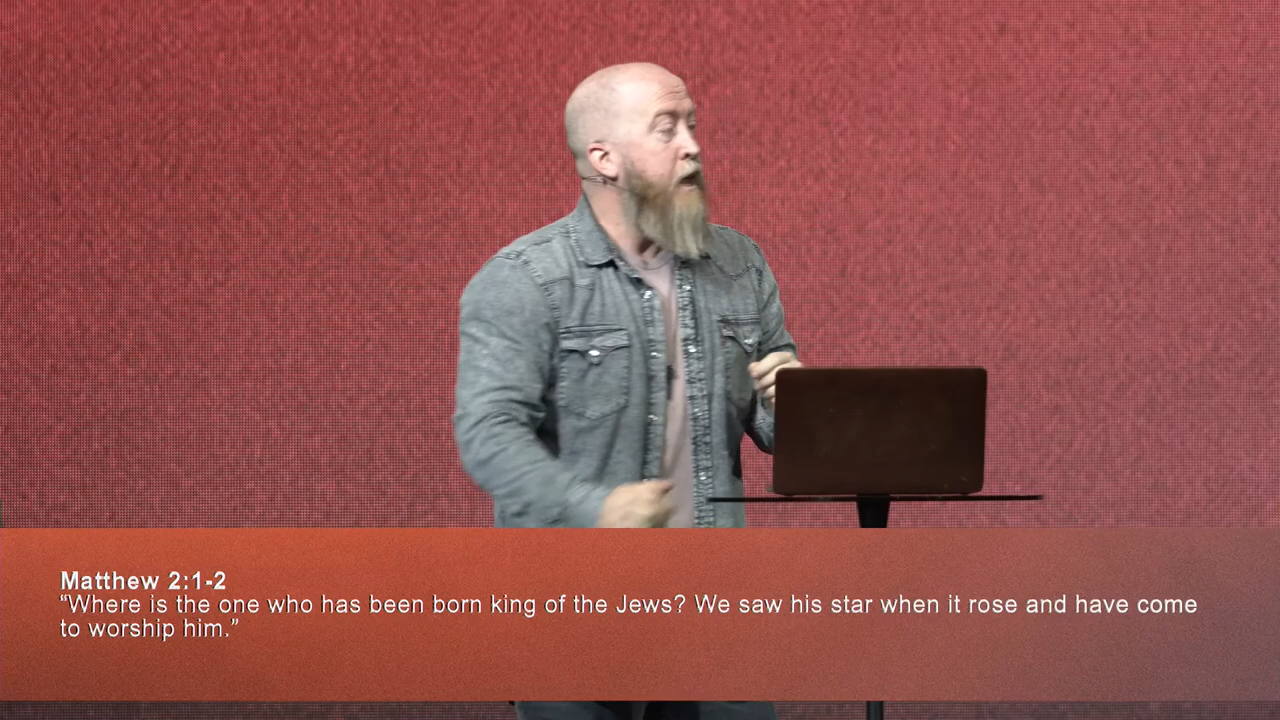 Matthew 2:1-2
“Where is the one who has been born king of the Jews? We saw his star when it rose and have come
to worship him.”